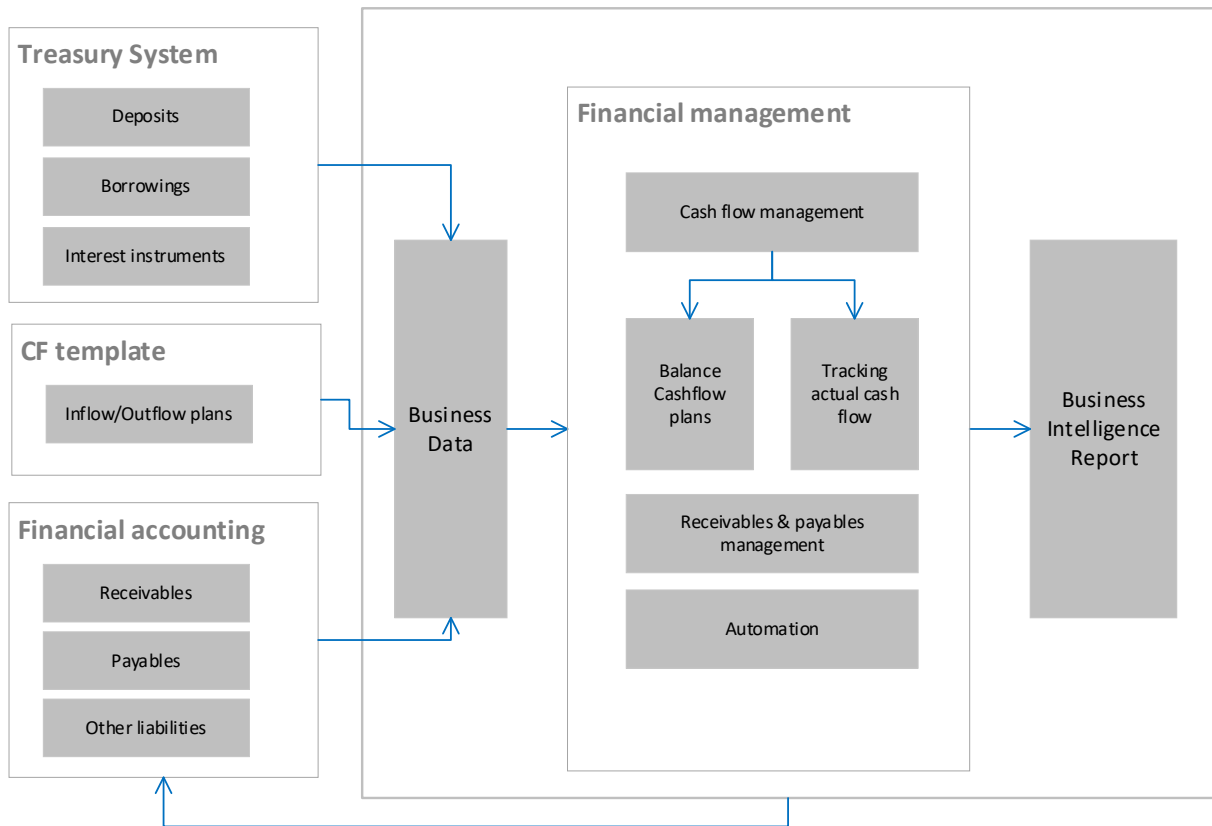 Treasury System
Deposits
Borrowings
Interest instruments
CF template
Inflow/Outflow plans
Financial accounting
Receivables
Payables
Other liabilities
Business
Data
Financial management
Cash flow management
Balance
Cashflow
plans
Tracking
actual cash
flow
Receivables & payables
management
Automation
Business
Intelligence
Report